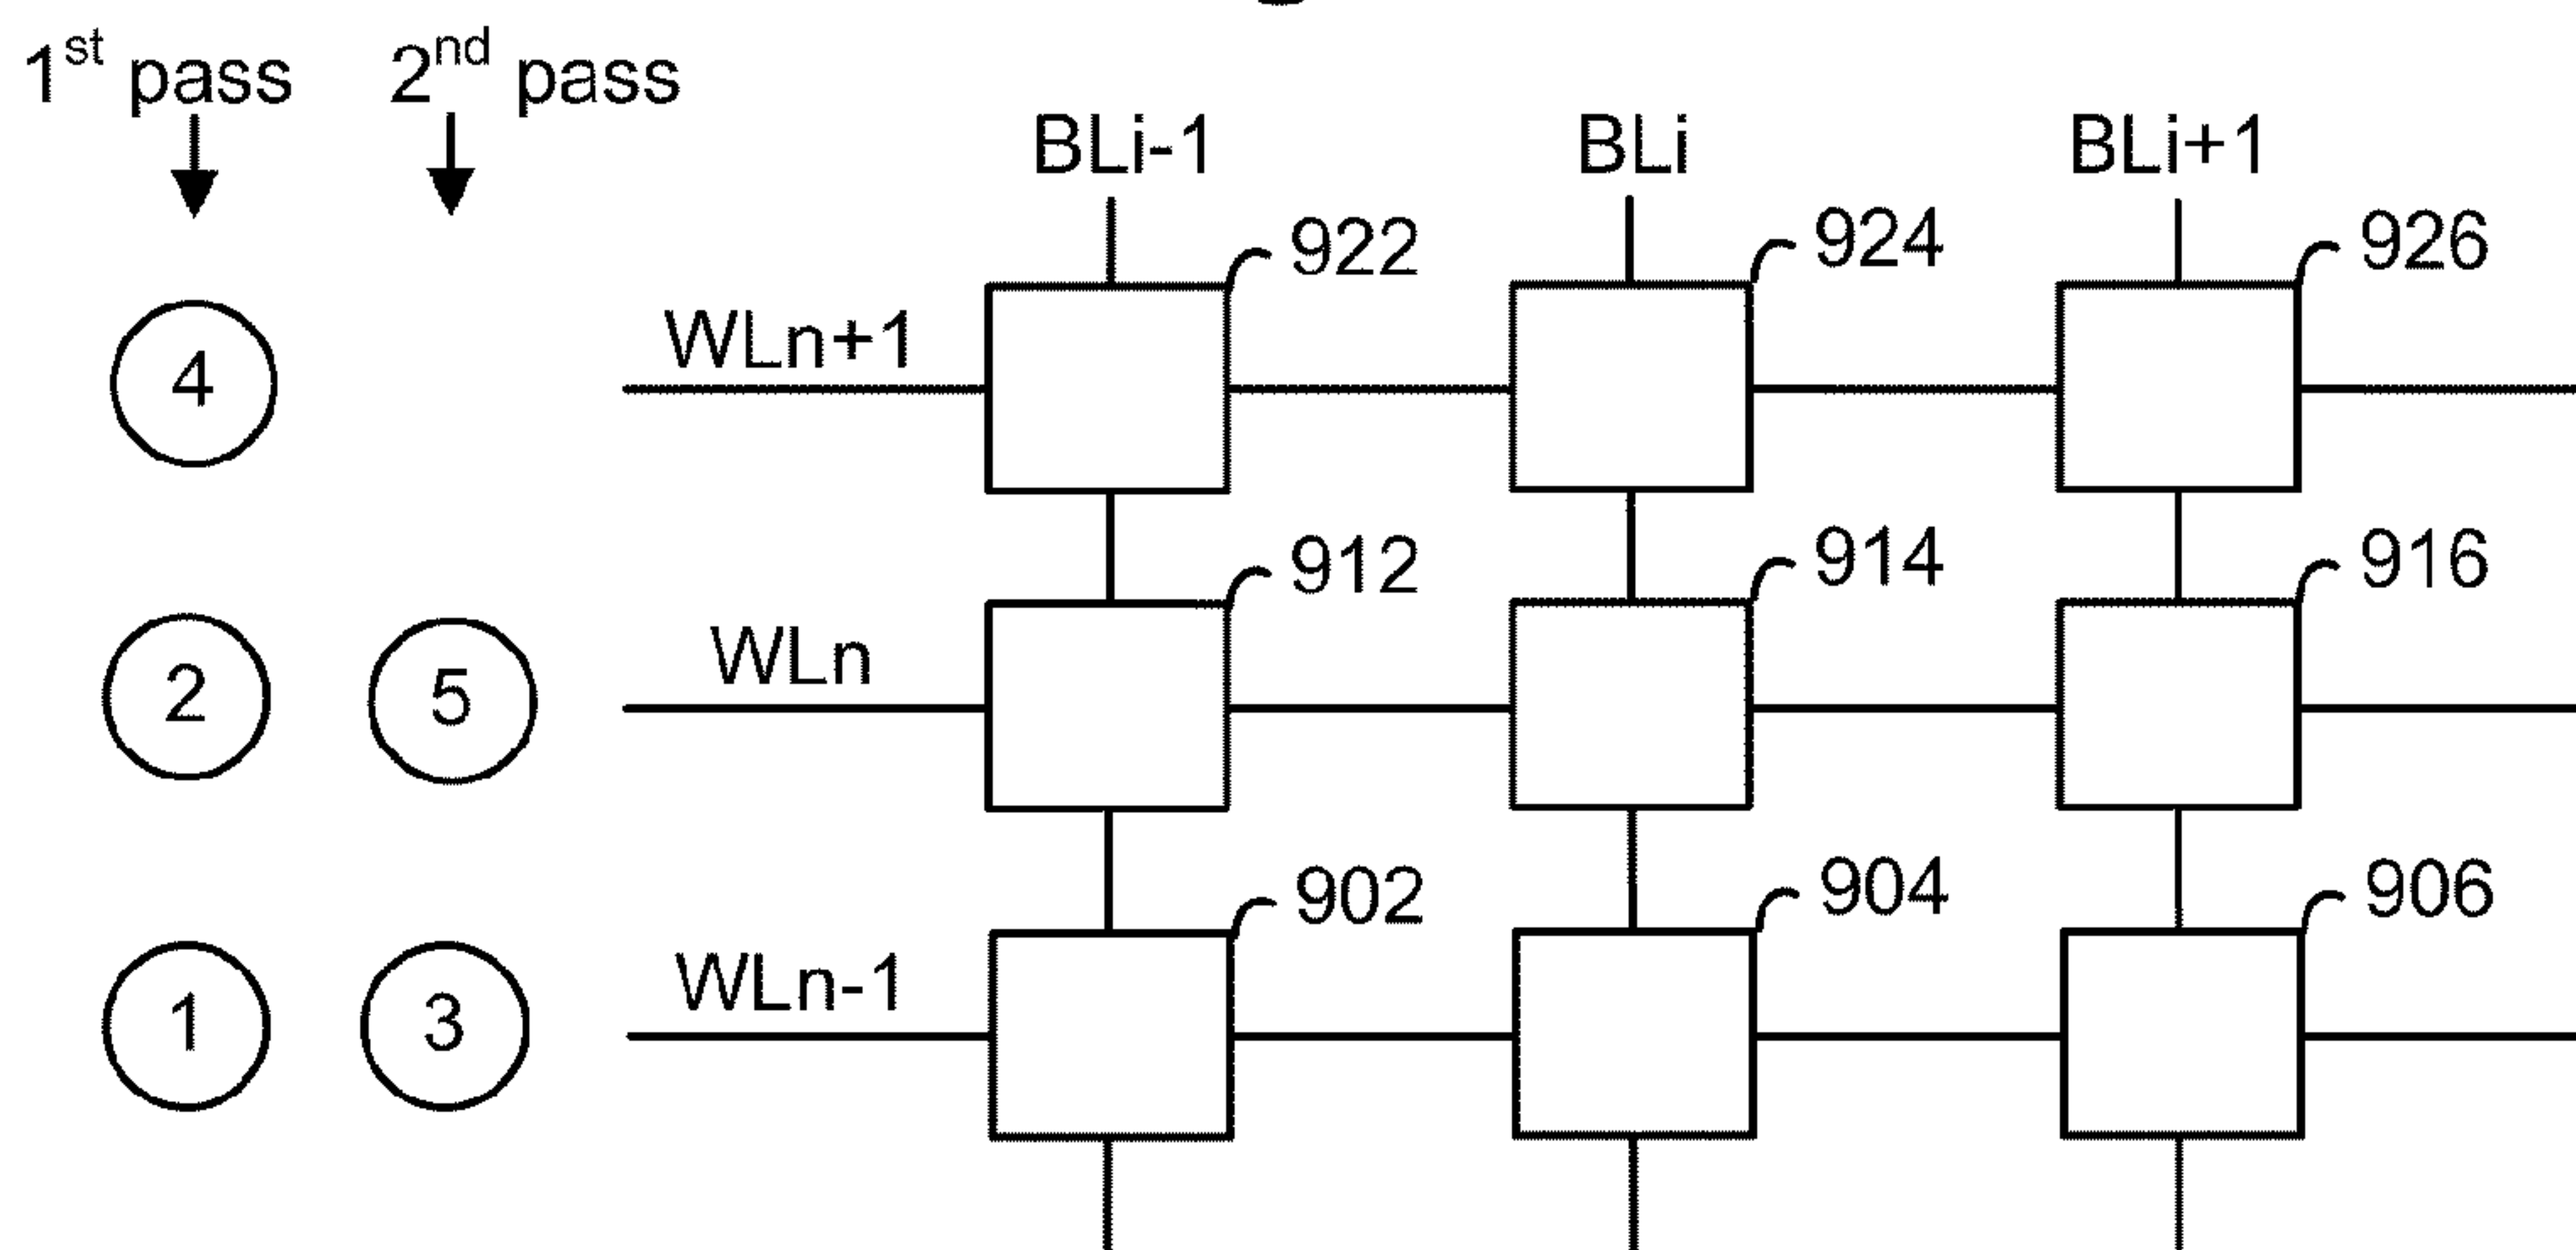 1st pass 2nd pass
BLi-1 BLi BLi+1
922 924 926
4 WLn+1
912 914 916
2 5 WLn
902 904 906
1 3 WLn-1